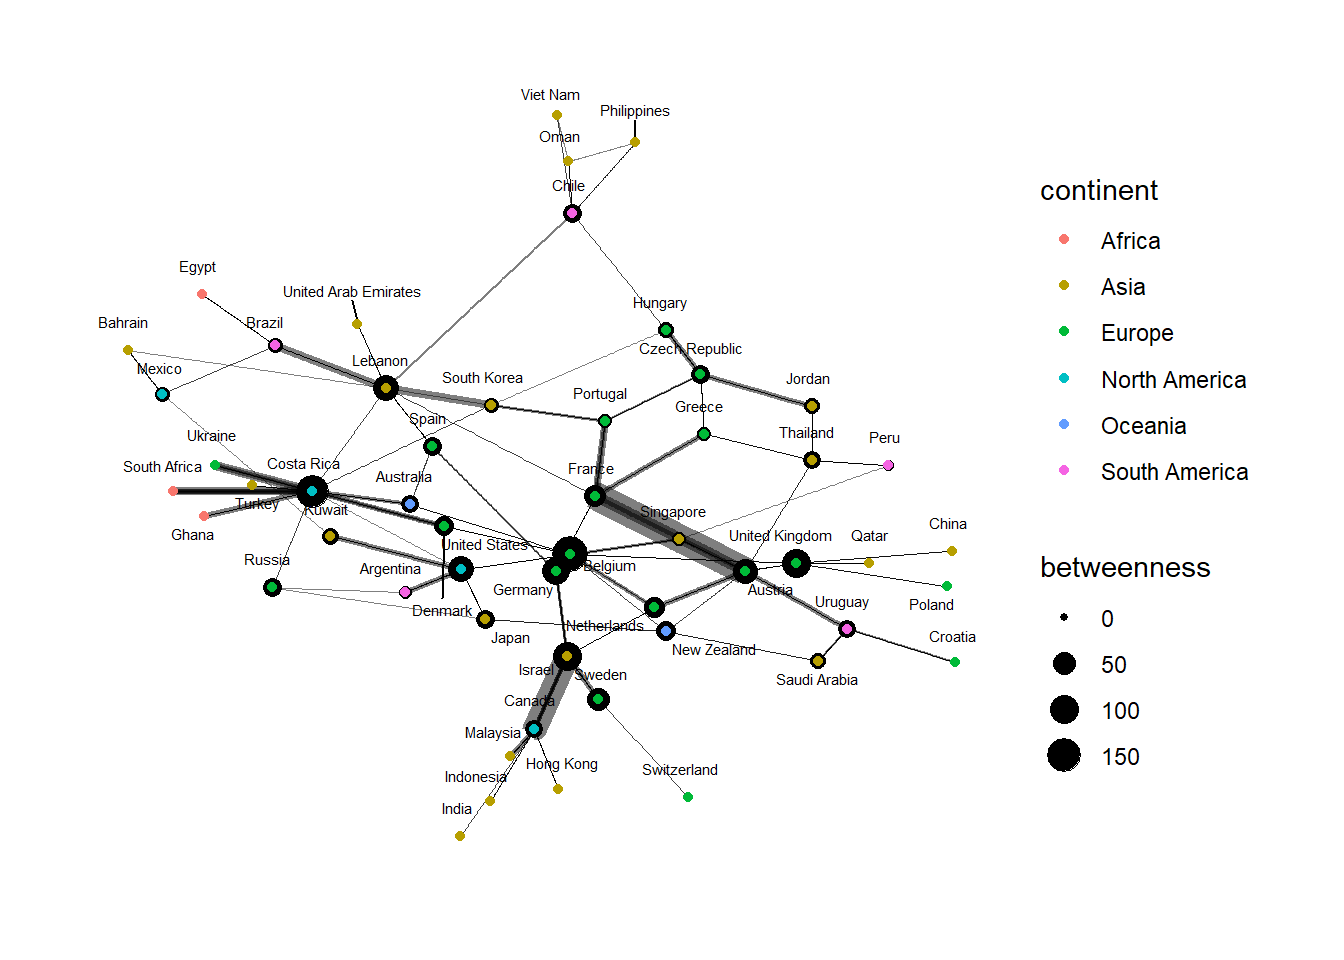 Viet Nam
Philippines
Oman
Chile
Egypt
United Arab Emirates
Hungary
Bahrain
Brazil
Czech Republic
Lebanon
Mexico
South Korea
Jordan
Portugal
Greece
Spain
Thailand
Ukraine
Peru
South Africa
Costa Rica
France
Australia
Turkey
Kuwait
Singapore
Ghana
United Kingdom
Qatar
China
United States
Russia
Argentina
Belgium
Germany
Austria
Uruguay
Poland
Denmark
Netherlands
Japan
New Zealand
Croatia
Israel
Sweden
Saudi Arabia
Canada
Malaysia
Hong Kong
Switzerland
Indonesia
India
continent
Africa
Asia
Europe
North America
Oceania
South America
betweenness
0
50
100
150